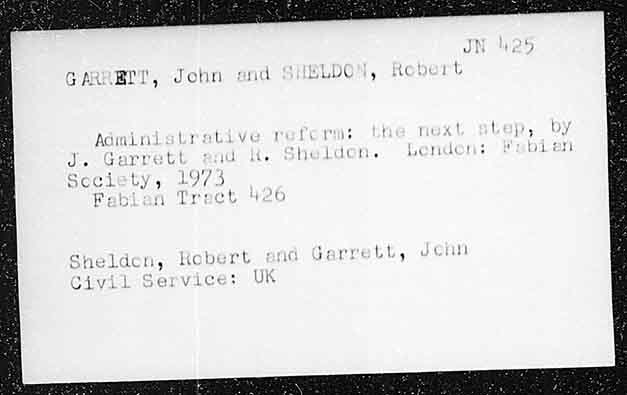 JN 425
GARRETT, John and SHELDON, Robert
Administrative reform: the next step, by
J. Garrett and R. Sheldon. London: Fabian
Society, 1973
Fabian Tract 426
Sheldon, Robert and Garrett, John
Civil Service: UK